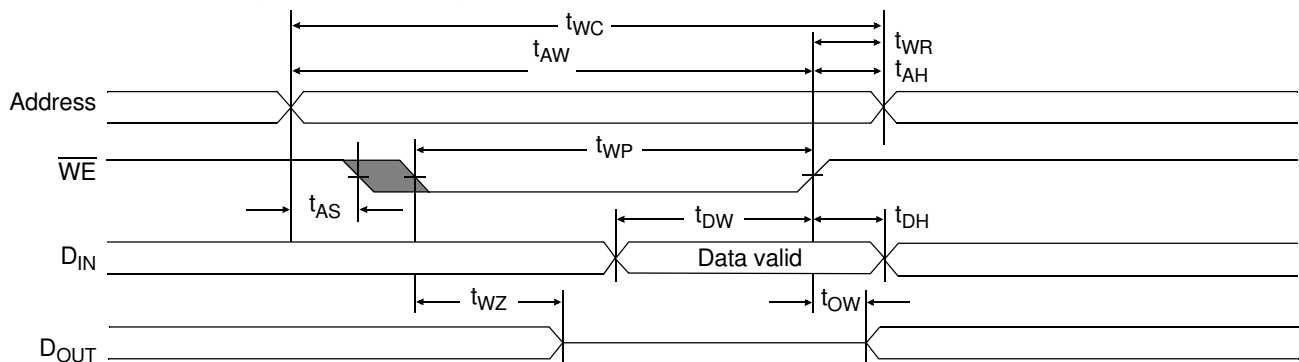 tWC
tWR
tAW
tAH
Address
tWP
WE
tAS
tDW
tDH
DIN
Data valid
tWZ
tOW
DOUT